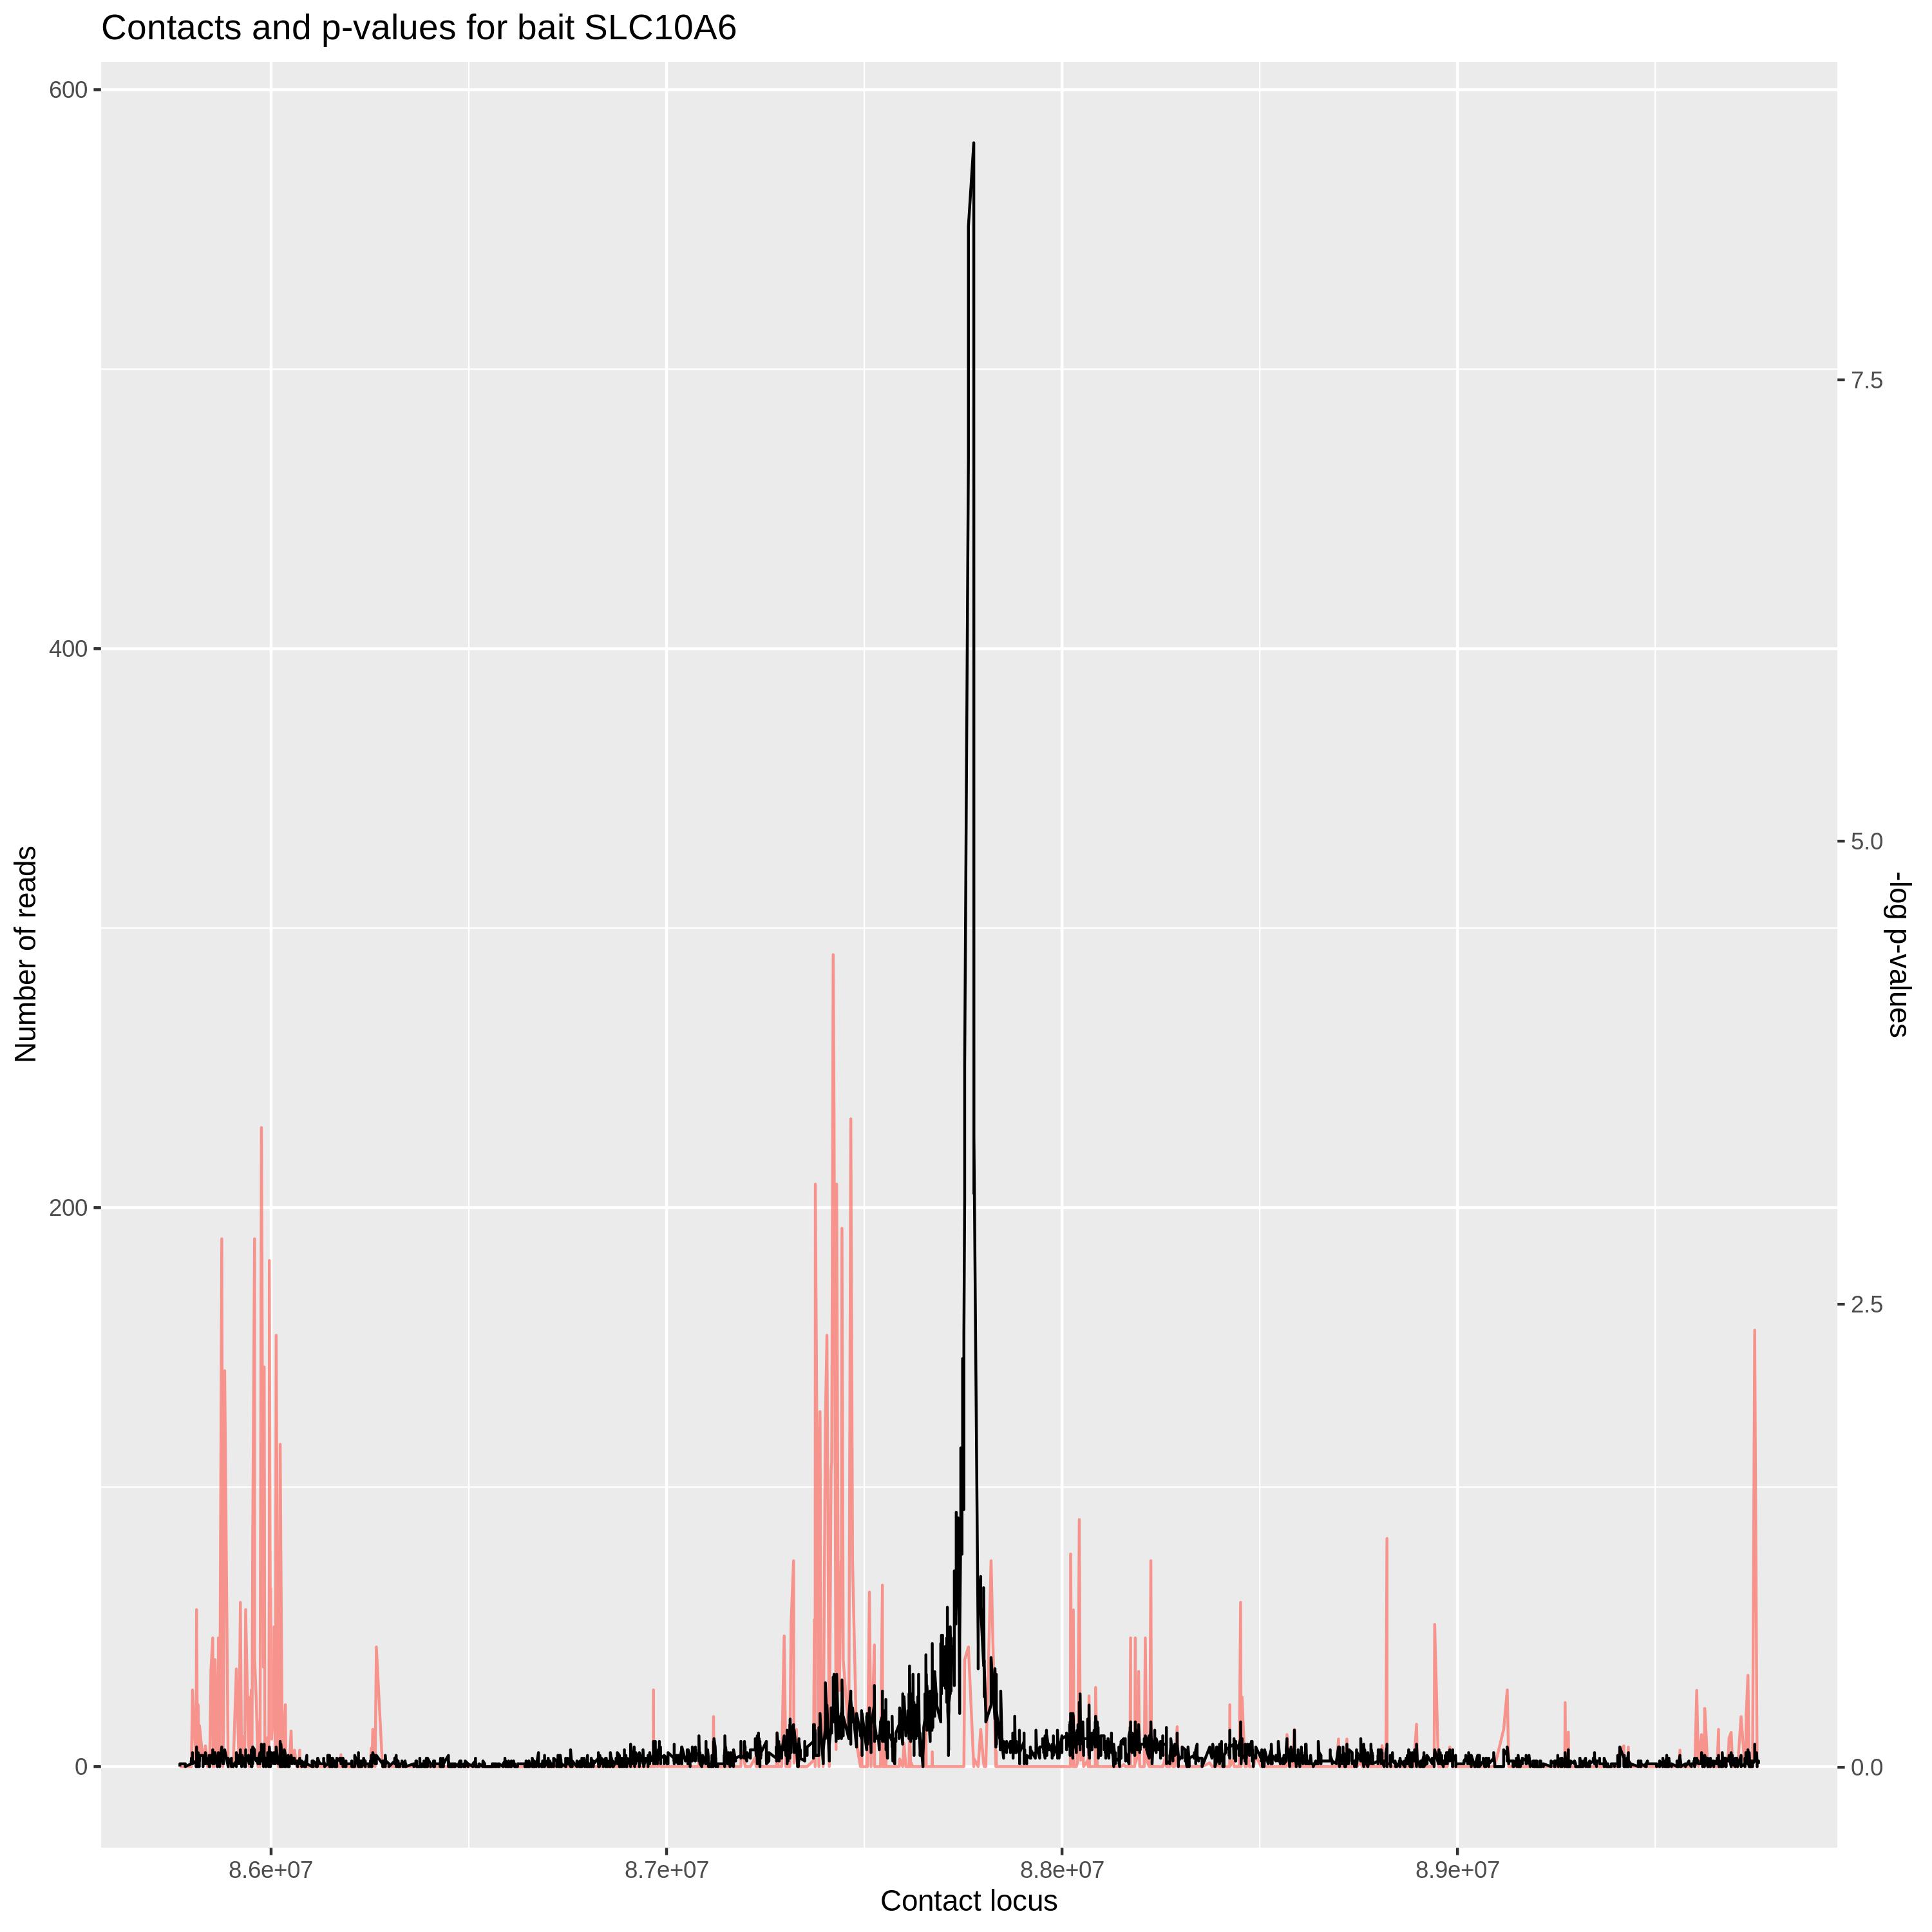 Contacts and p-values for bait SLC10A6
600
400
200
0
Number of reads
7.5
5.0
2.5
0.0
-log p-values
8.6e+07
8.7e+07
8.8e+07
8.9e+07
Contact locus